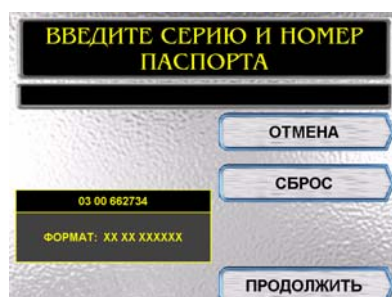 ВВЕДИТЕ СЕРИЮ И НОМЕР
ПАСПОРТА
ОТМЕНА
СБРОС
03 00 662734
ФОРМАТ: XX XX XXXXXX
ПРОДОЛЖИТЬ